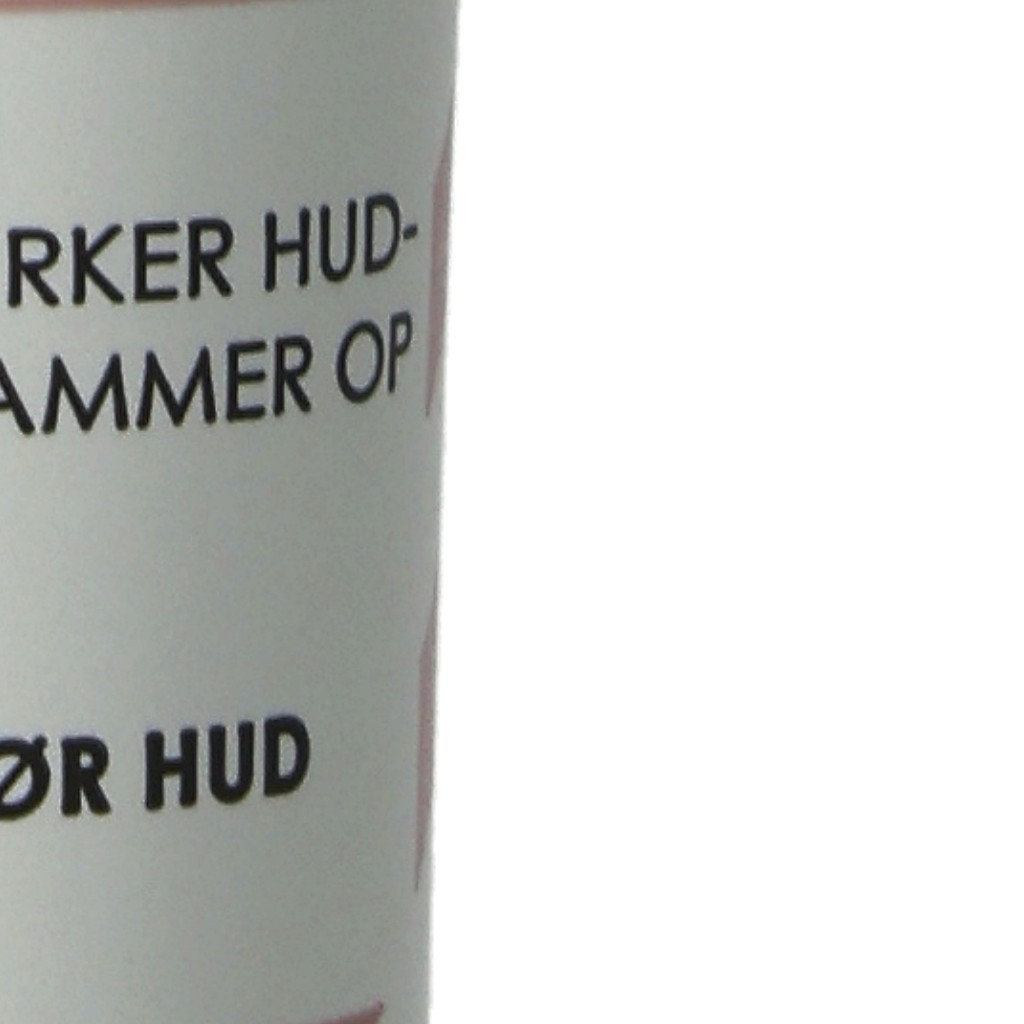 RKER HUD-
AMMER OP
ØR HUD